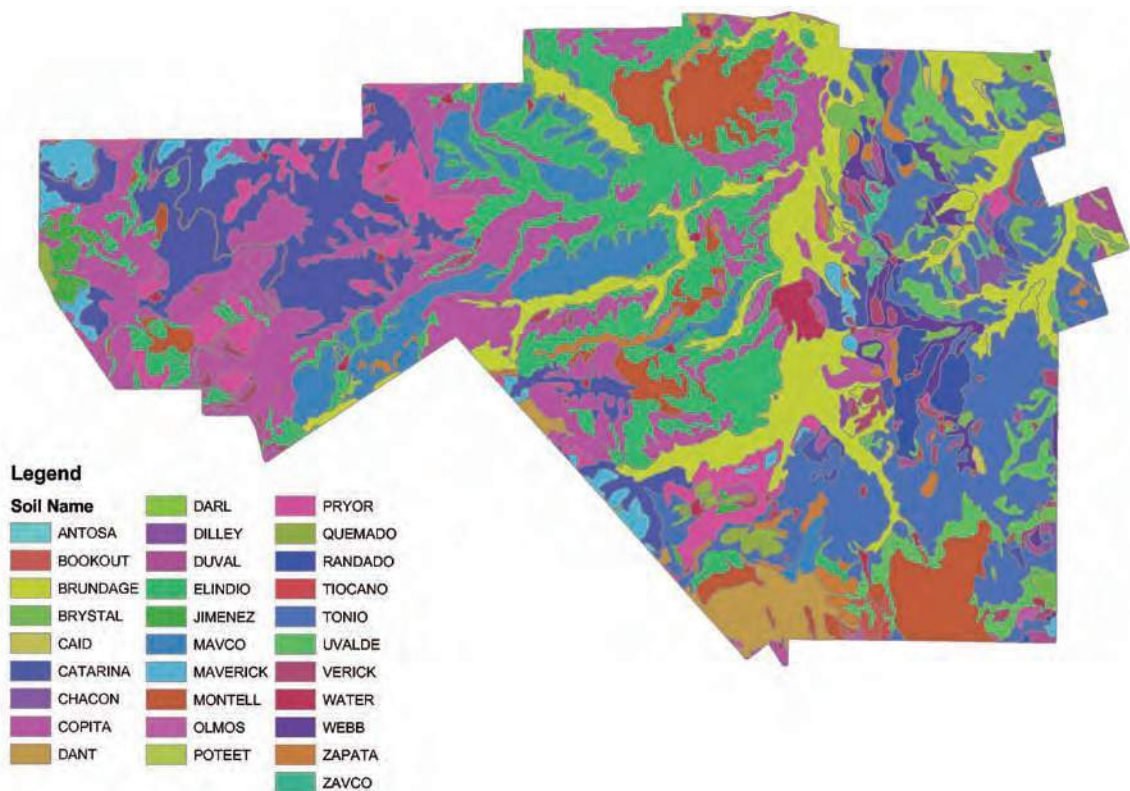 Legend
Soil Name
ANTOSA
BOOKOUT
BRUNDAGE
BRYSTAL
CAID
CATARINA
CHACON
COPITA
DANT
DARL
DILLEY
DUVAL
ELINDIO
JIMENEZ
MAVCO
MAVERICK
MONTELL
OLMOS
POTEET
PRYOR
QUEMADO
RANDADO
TIOCANO
TONIO
UVALDE
VERICK
WATER
WEBB
ZAPATA
ZAVCO